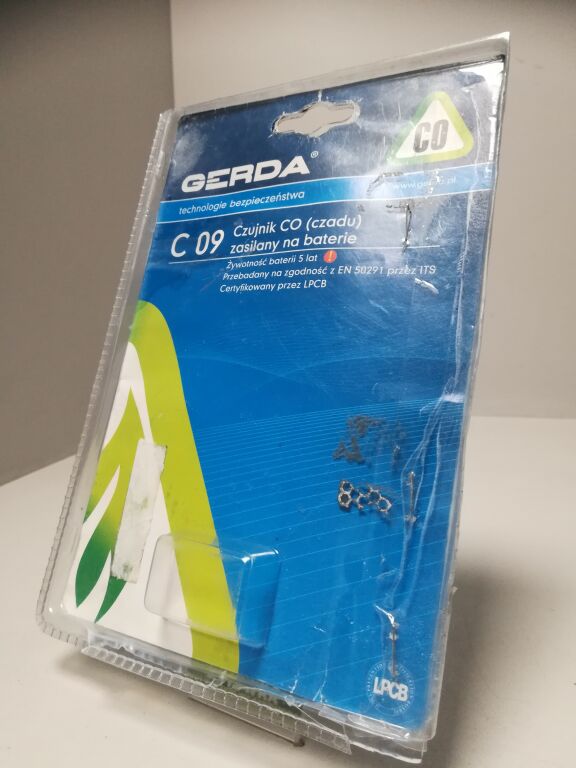 CO
GERDA®
technologie bezpieczeństwa
C 09
Czujnik CO (czadu)
zasilany na baterie
Żywotność baterii 5 lat !
Przebadany na zgodność z EN 50291 przez ITS
Certyfikowany przez LPCB
LPCB